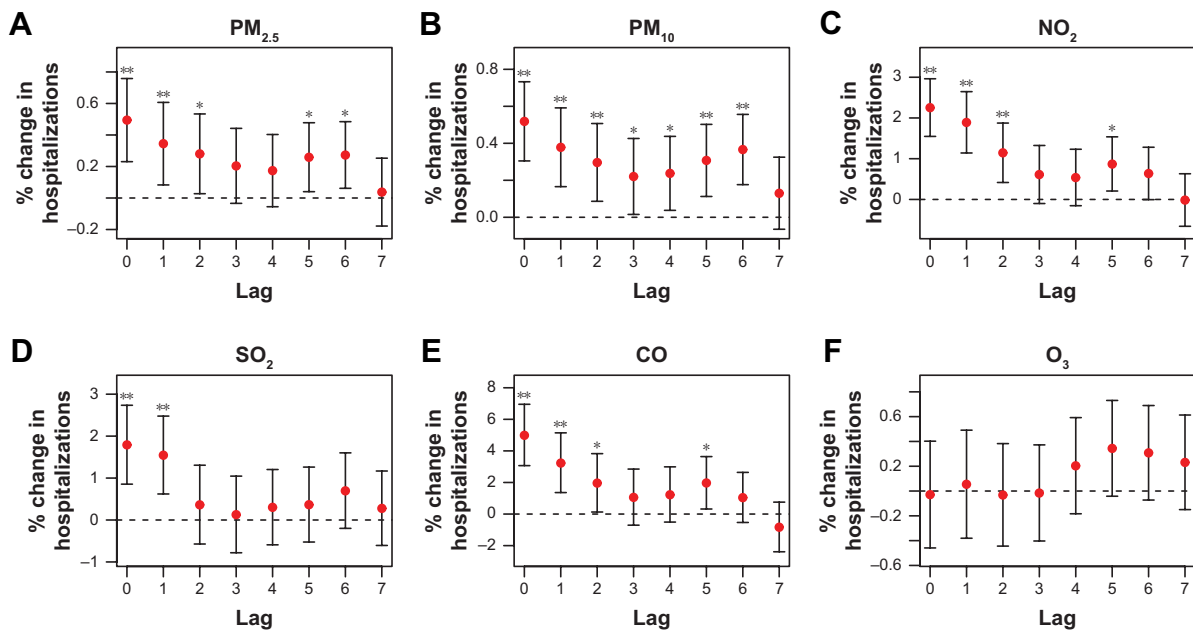 A
PM2.5
% change in
hospitalizations
0.6
0.2
–0.2
** ** * * *
0 1 2 3 4 5 6 7
Lag
B
PM10
% change in
hospitalizations
0.8
0.4
0.0
** ** ** * * ** **
0 1 2 3 4 5 6 7
Lag
C
NO2
% change in
hospitalizations
3
2
1
0
** ** ** *
0 1 2 3 4 5 6 7
Lag
D
SO2
% change in
hospitalizations
3
2
1
0
–1
** **
0 1 2 3 4 5 6 7
Lag
E
CO
% change in
hospitalizations
6
4
2
0
–2
** ** * *
0 1 2 3 4 5 6 7
Lag
F
O3
% change in
hospitalizations
0.6
0.2
–0.2
–0.6
0 1 2 3 4 5 6 7
Lag